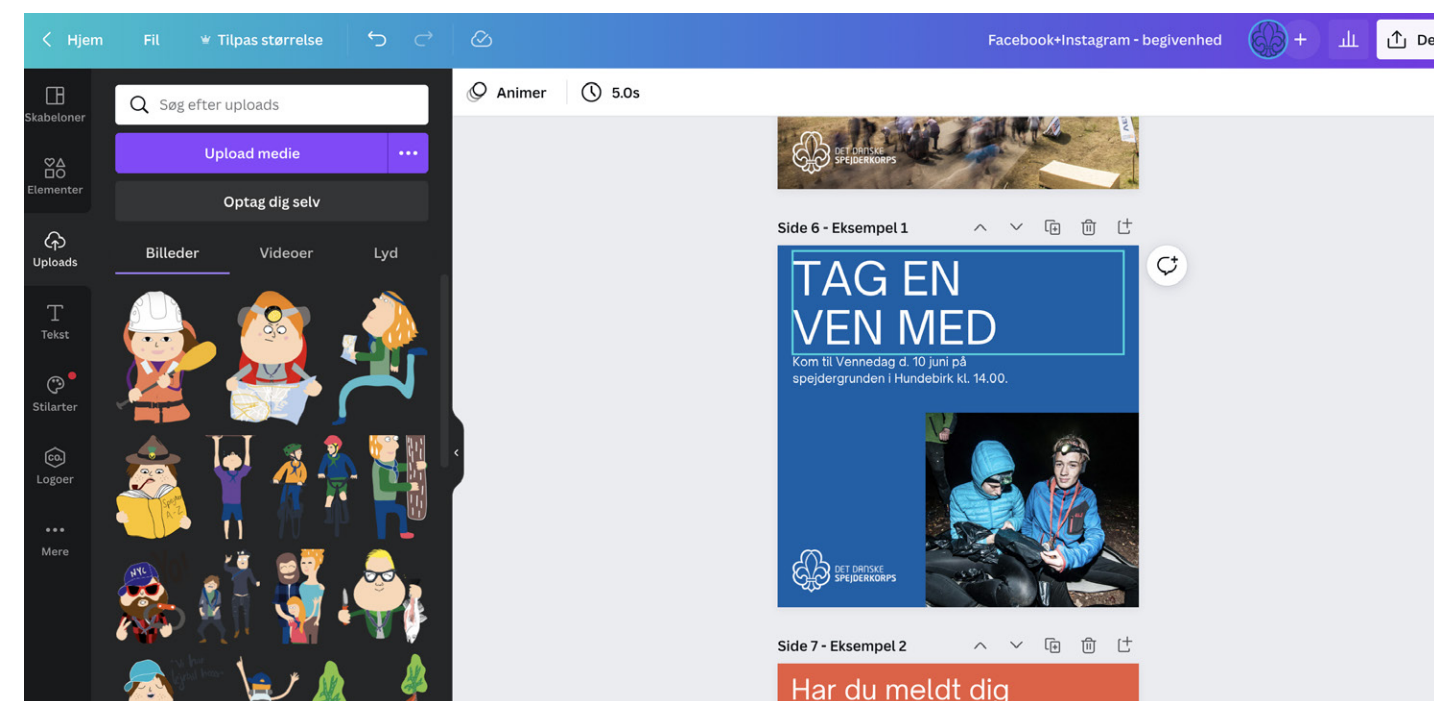 Hjem
Fil
Tilpas størrelse
Facebook+Instagram - begivenhed
+
De
Skabeloner
Elementer
Uploads
Tekst
Stilarter
CO.
Logoer
Mere
Søg efter uploads
Upload medie
Optag dig selv
Billeder
Videoer
Lyd
Spejder
A-Z
NYC
Animer
5.0s
DET DANSKE
SPEJDERKORPS
Side 6 - Eksempel 1
TAG EN
VEN MED
Kom til Vennedag d. 10 juni på
spejdergrunden i Hundebirk kl. 14.00.
DET DANSKE
SPEJDERKORPS
Side 7 - Eksempel 2
Har du meldt dig